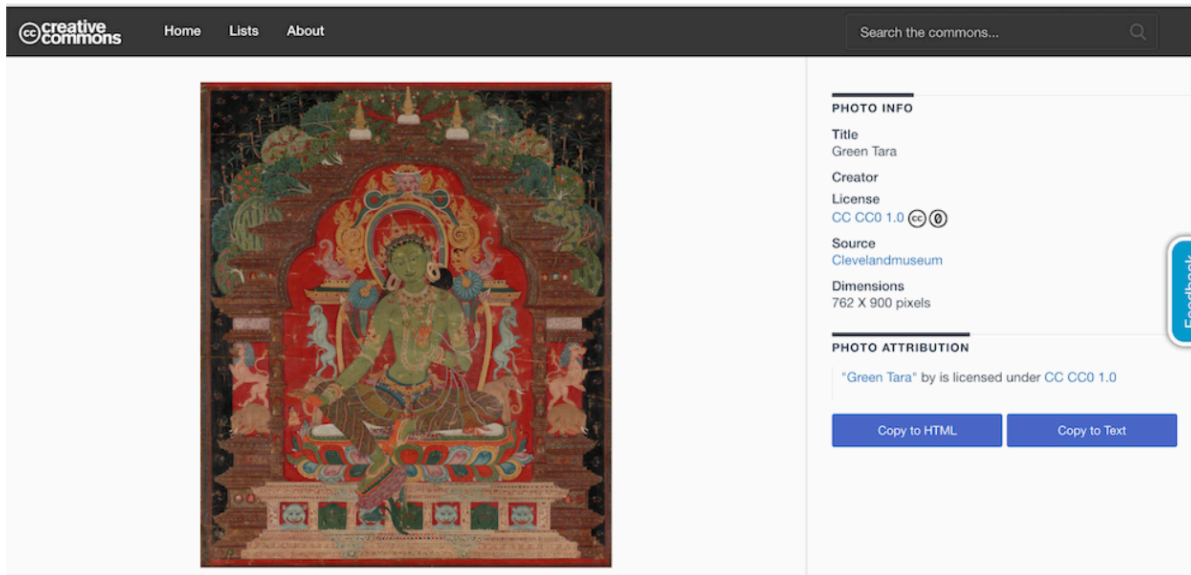 cc creative commons
Home
Lists
About
Search the commons...
PHOTO INFO
Title
Green Tara
Creator
License
CC CC0 1.0
Source
Clevelandmuseum
Dimensions
762 X 900 pixels
Feedback
PHOTO ATTRIBUTION
"Green Tara" by is licensed under CC CC0 1.0
Copy to HTML
Copy to Text